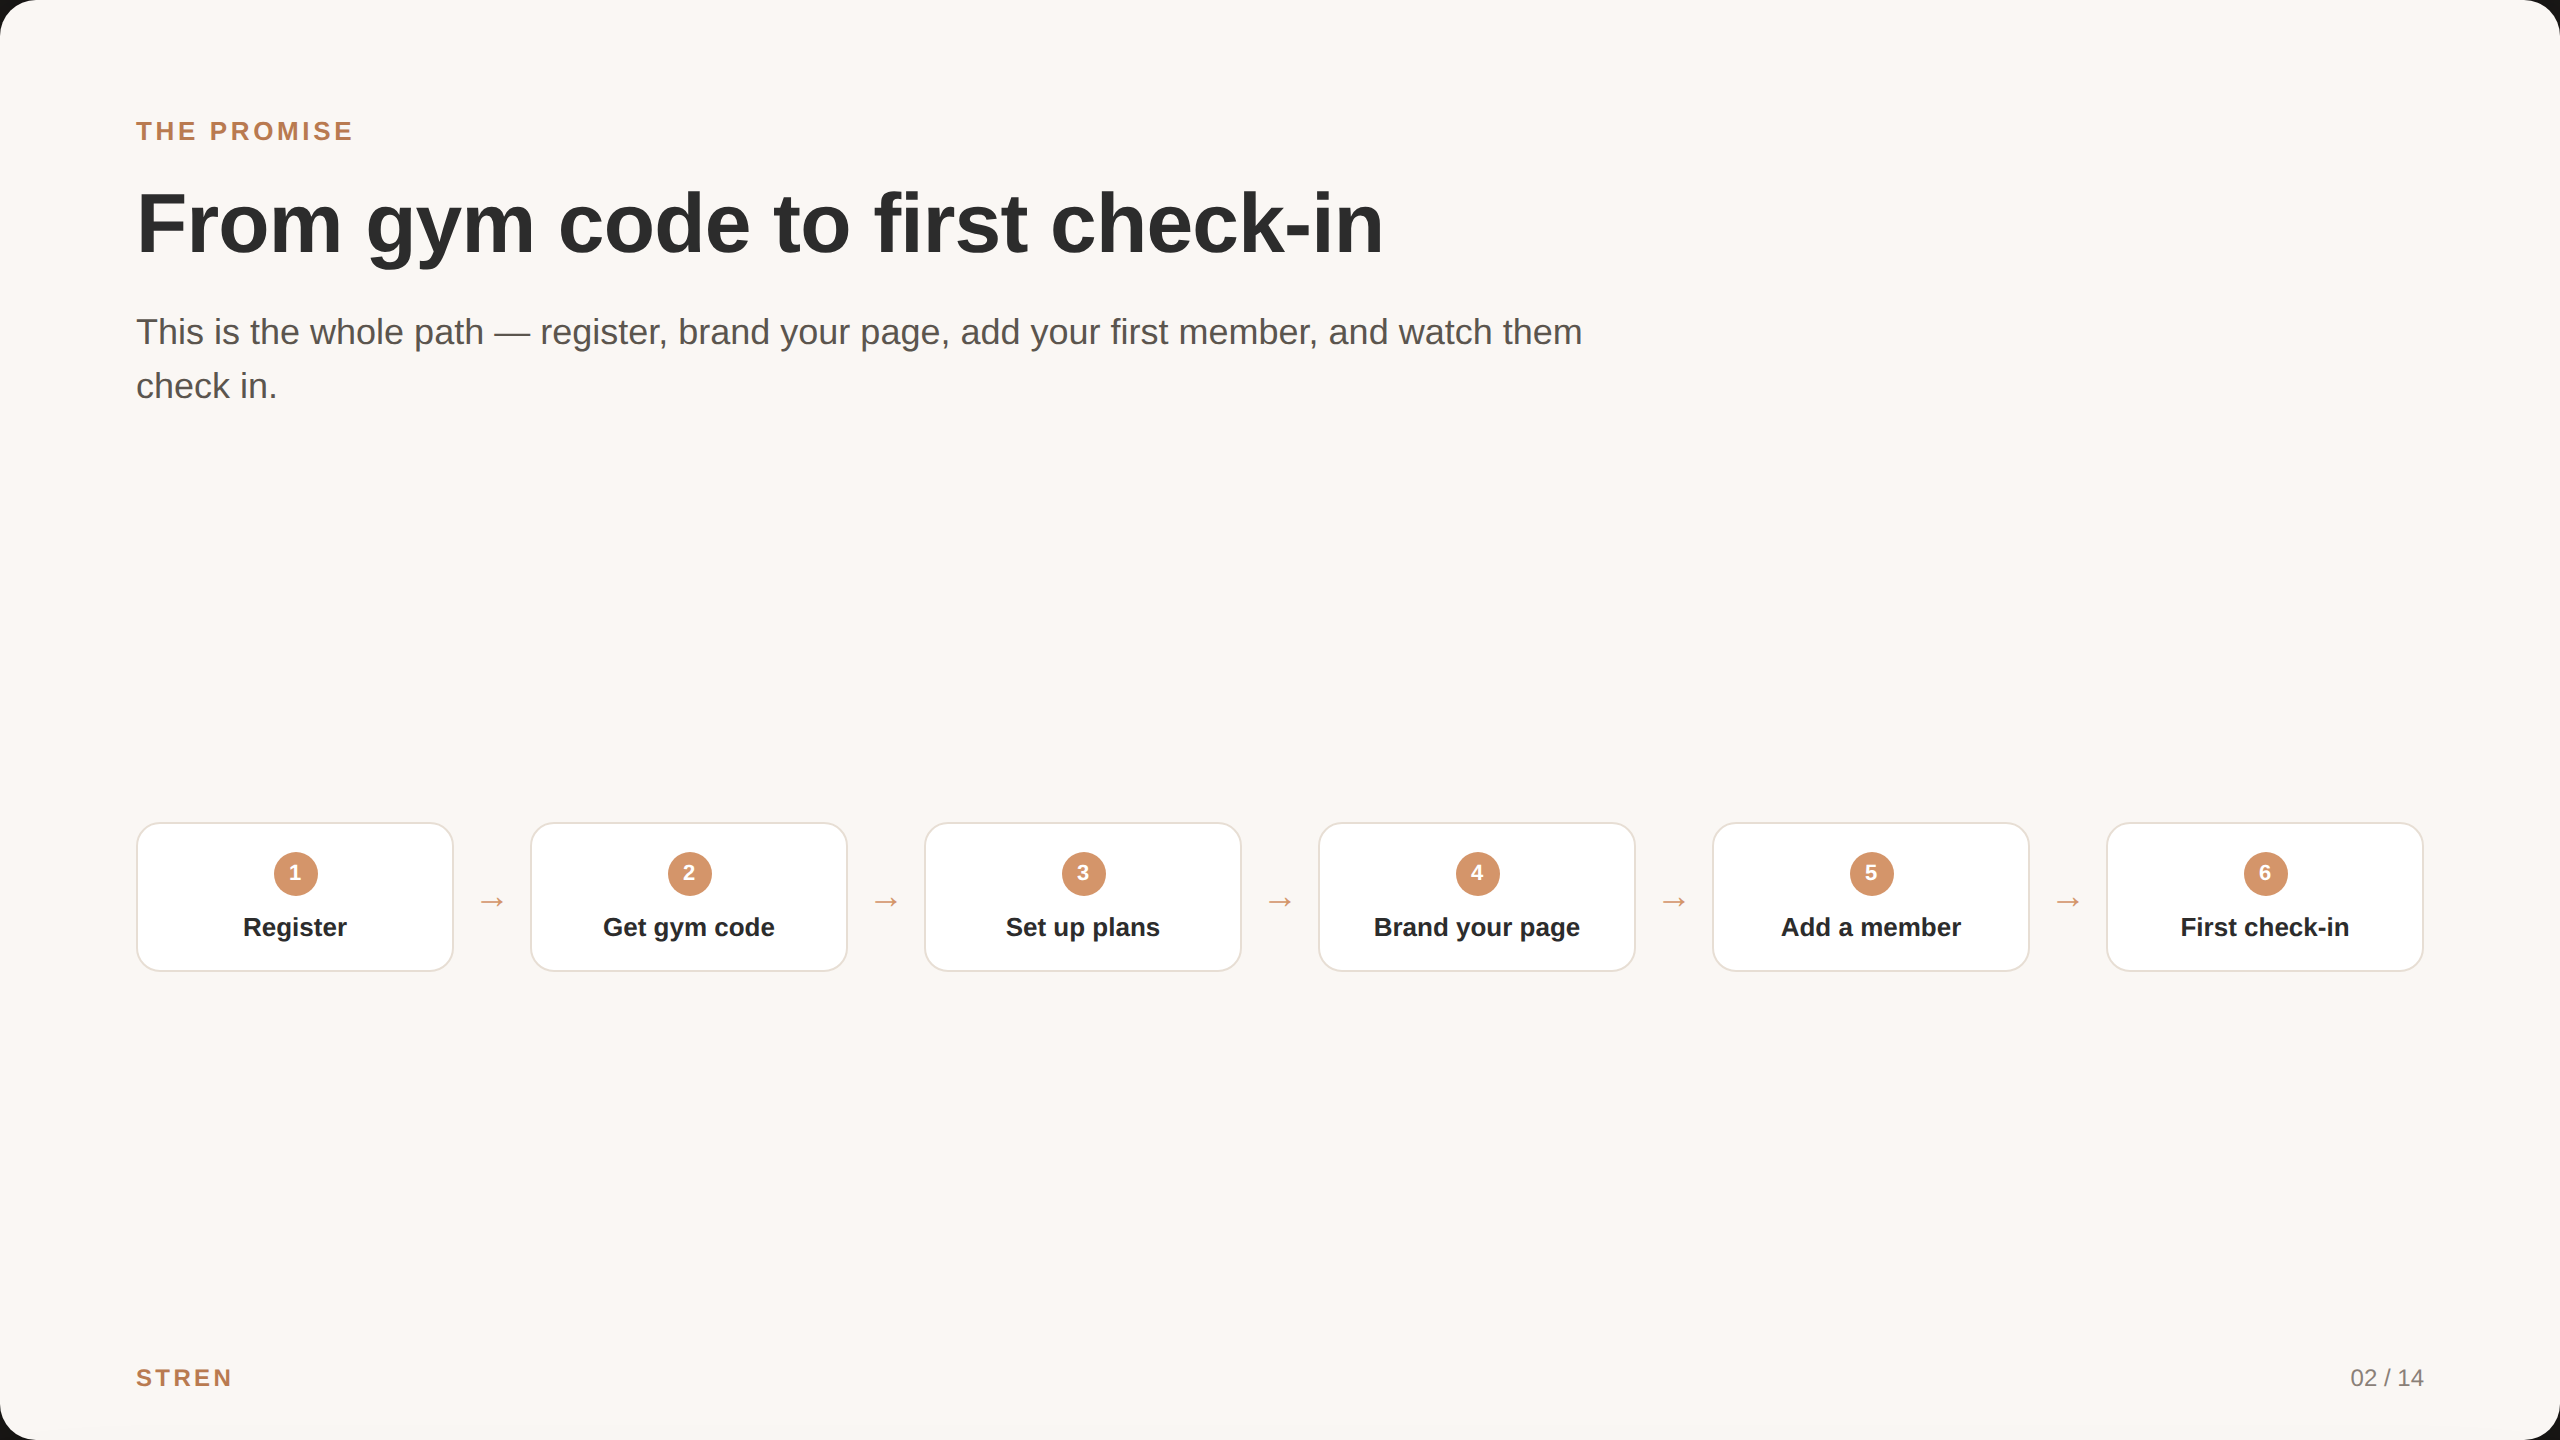 THE PROMISE
From gym code to first check-in
This is the whole path — register, brand your page, add your first member, and watch them
check in.
1
Register
→
2
Get gym code
→
3
Set up plans
→
4
Brand your page
→
5
Add a member
→
6
First check-in
STREN
02 / 14